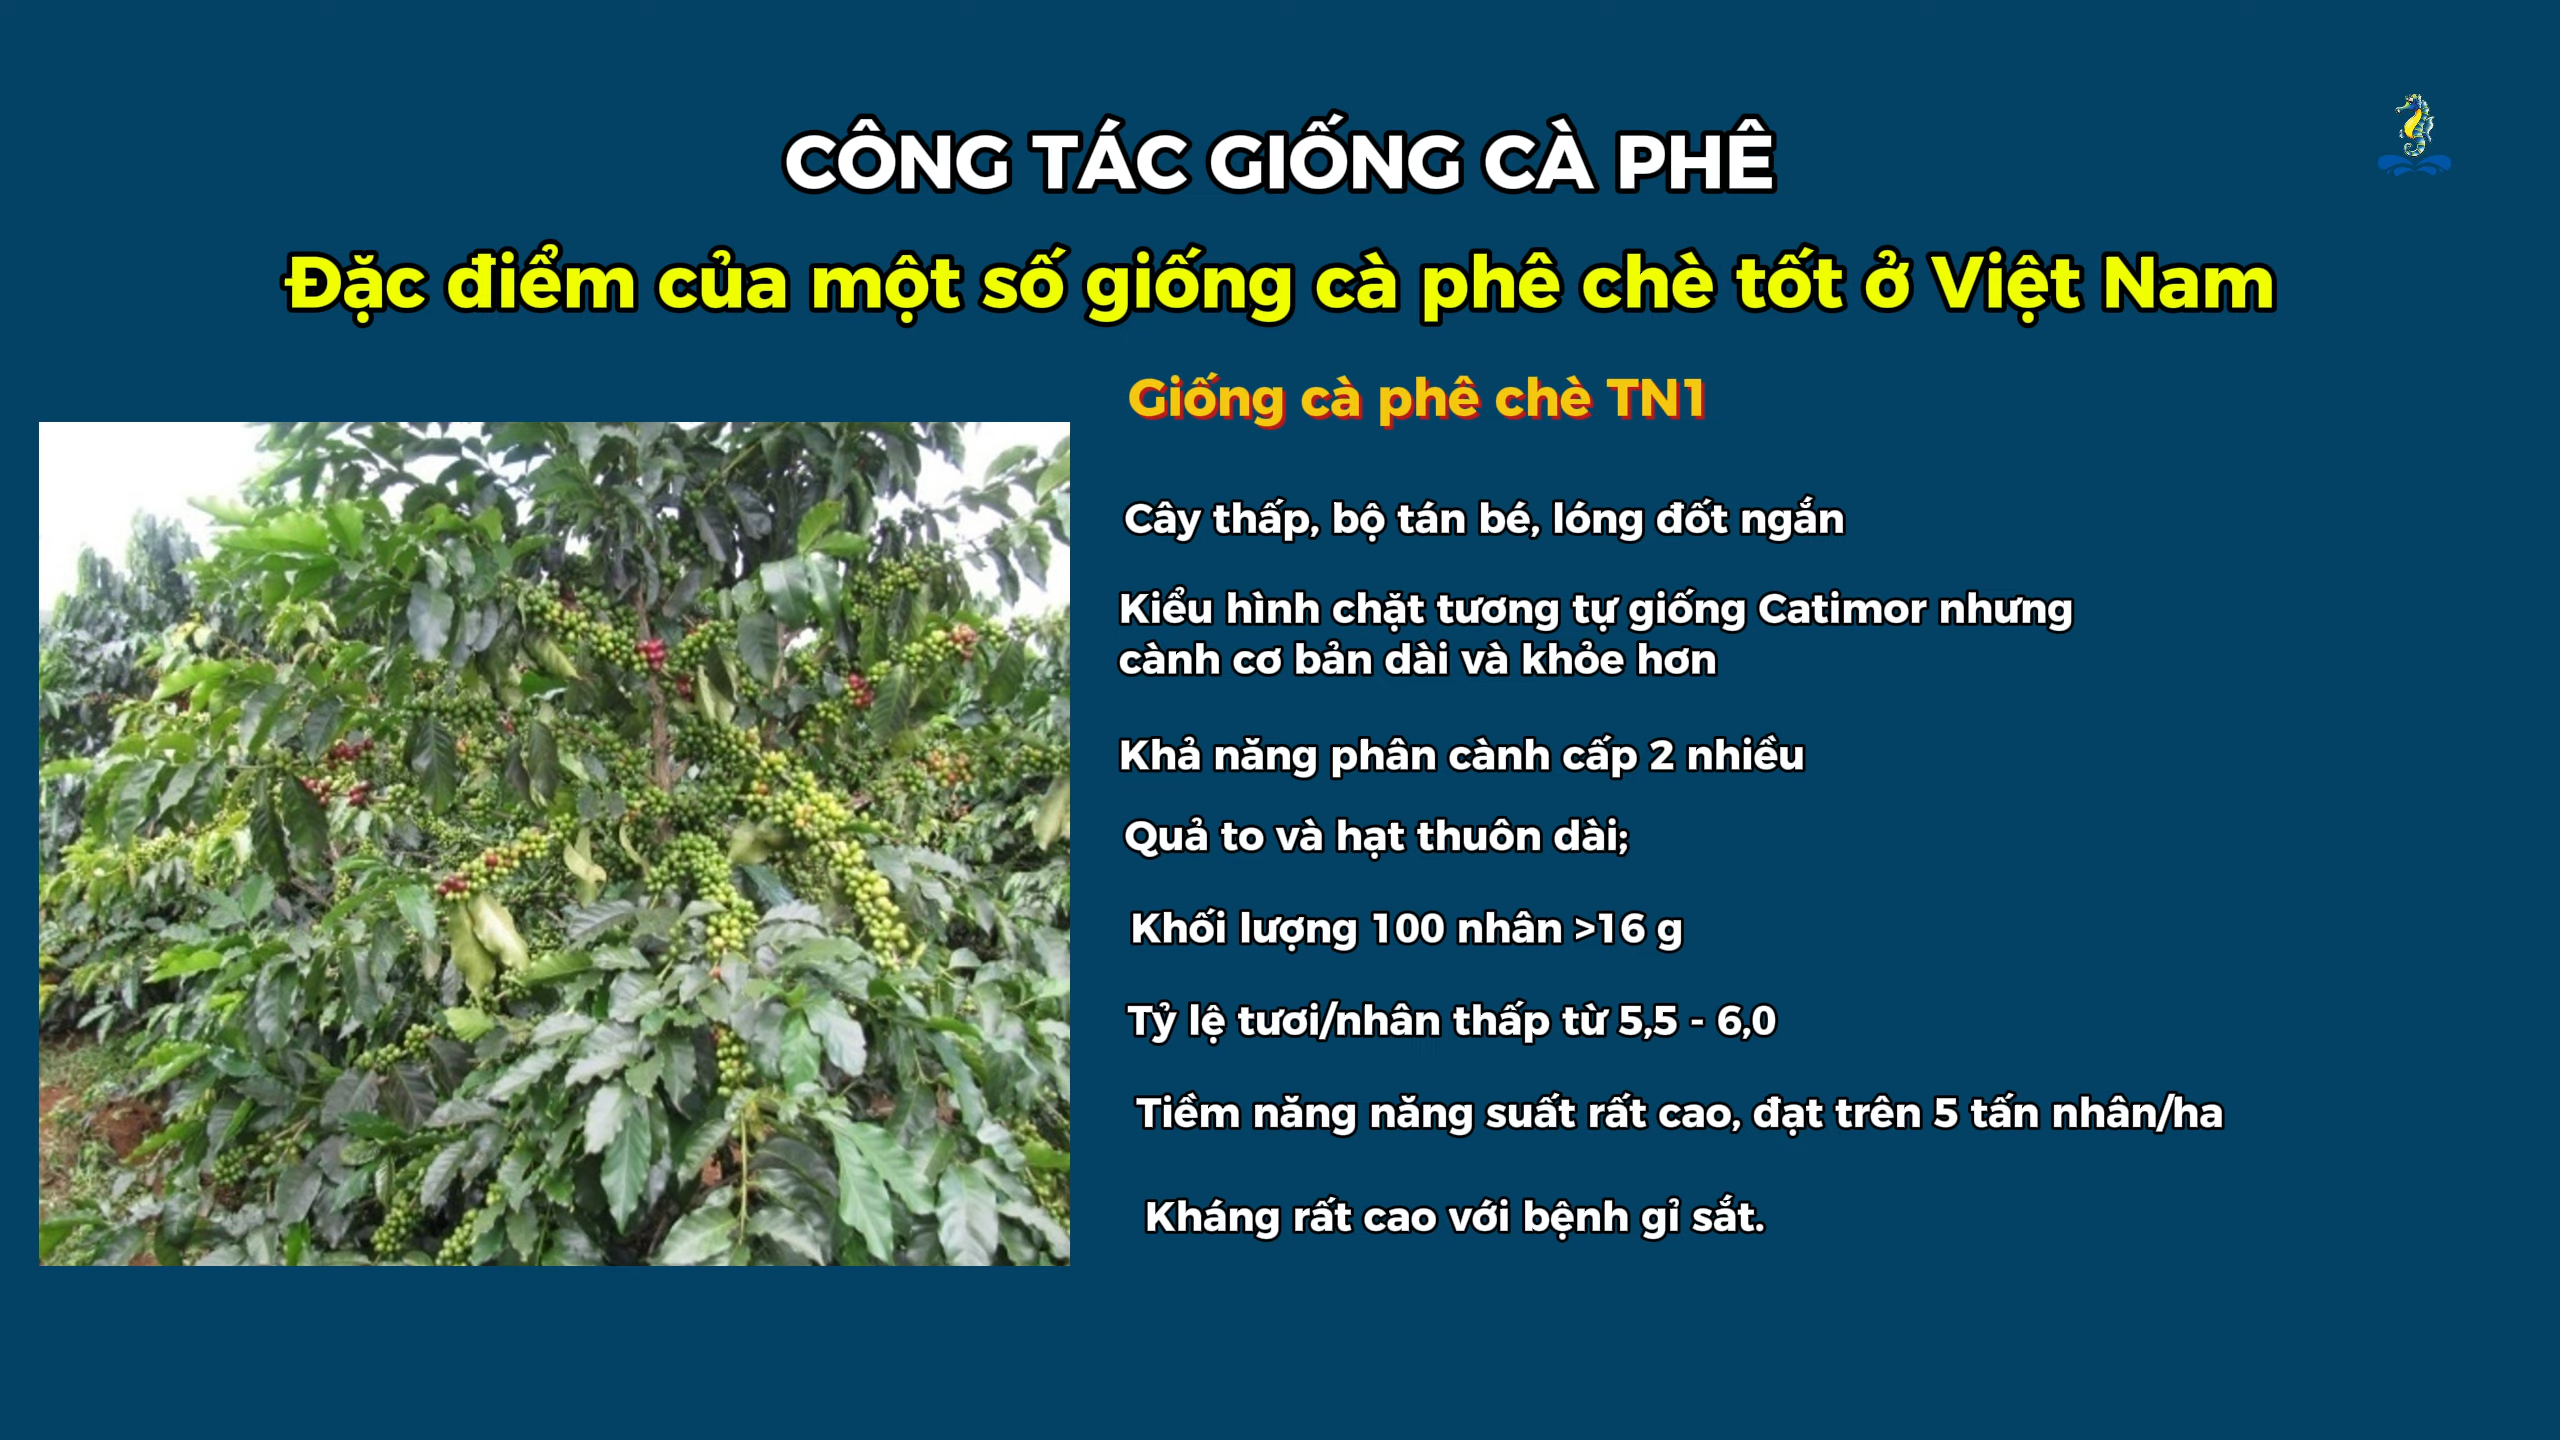 CÔNG TÁC GIỐNG CÀ PHÊ
Đặc điểm của một số giống cà phê chè tốt ở Việt Nam
Giống cà phê chè TN1
Cây thấp, bộ tán bé, lóng đốt ngắn
Kiểu hình chặt tương tự giống Catimor nhưng
cành cơ bản dài và khỏe hơn
Khả năng phân cành cấp 2 nhiều
Quả to và hạt thuôn dài;
Khối lượng 100 nhân >16 g
Tỷ lệ tươi/nhân thấp từ 5,5 - 6,0
Tiềm năng năng suất rất cao, đạt trên 5 tấn nhân/ha
Kháng rất cao với bệnh gỉ sắt.